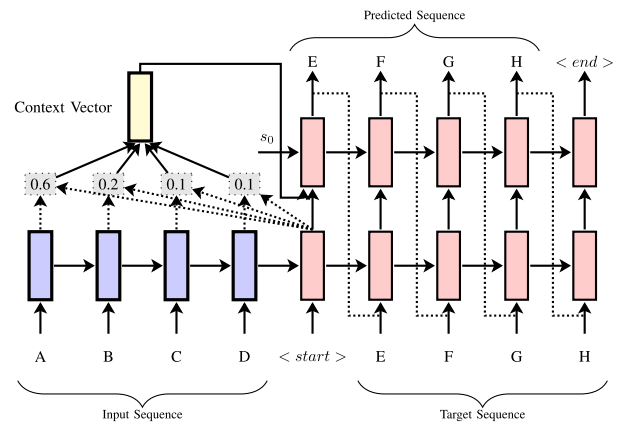 Predicted Sequence
E F G H < end >
Context Vector
s0
0.6 0.2 0.1 0.1
A B C D < start > E F G H
Input Sequence Target Sequence